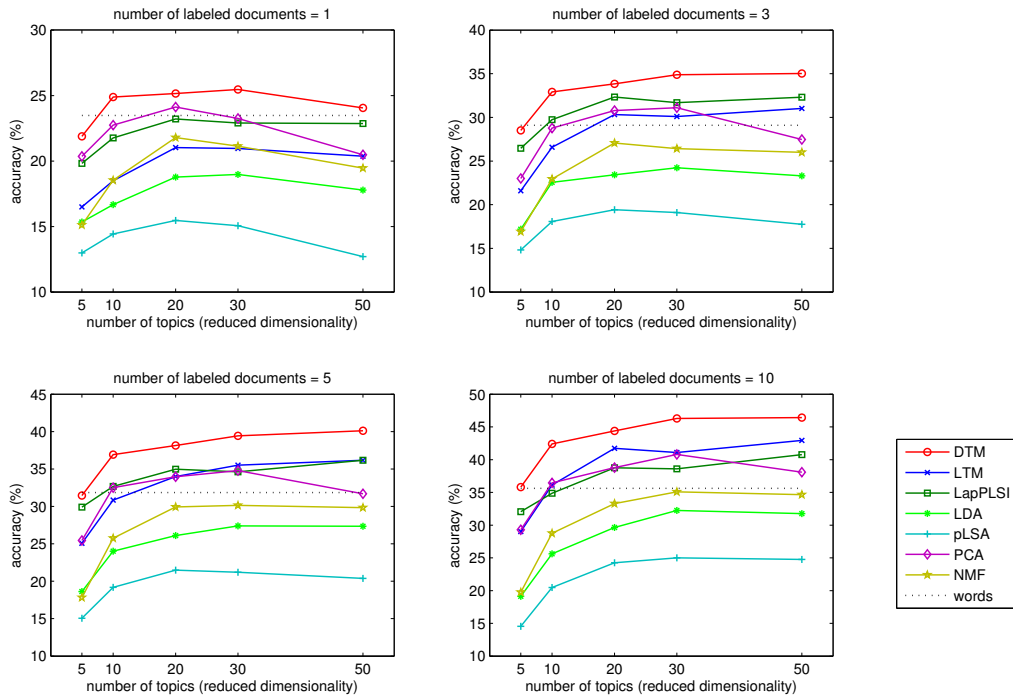 number of labeled documents = 1
30
25
20
15
10
accuracy (%)
5 10 20 30 50
number of topics (reduced dimensionality)
number of labeled documents = 3
40
35
30
25
20
15
10
accuracy (%)
5 10 20 30 50
number of topics (reduced dimensionality)
number of labeled documents = 5
45
40
35
30
25
20
15
10
accuracy (%)
5 10 20 30 50
number of topics (reduced dimensionality)
number of labeled documents = 10
50
45
40
35
30
25
20
15
10
accuracy (%)
5 10 20 30 50
number of topics (reduced dimensionality)
DTM
LTM
LapPLSI
LDA
pLSA
PCA
NMF
words